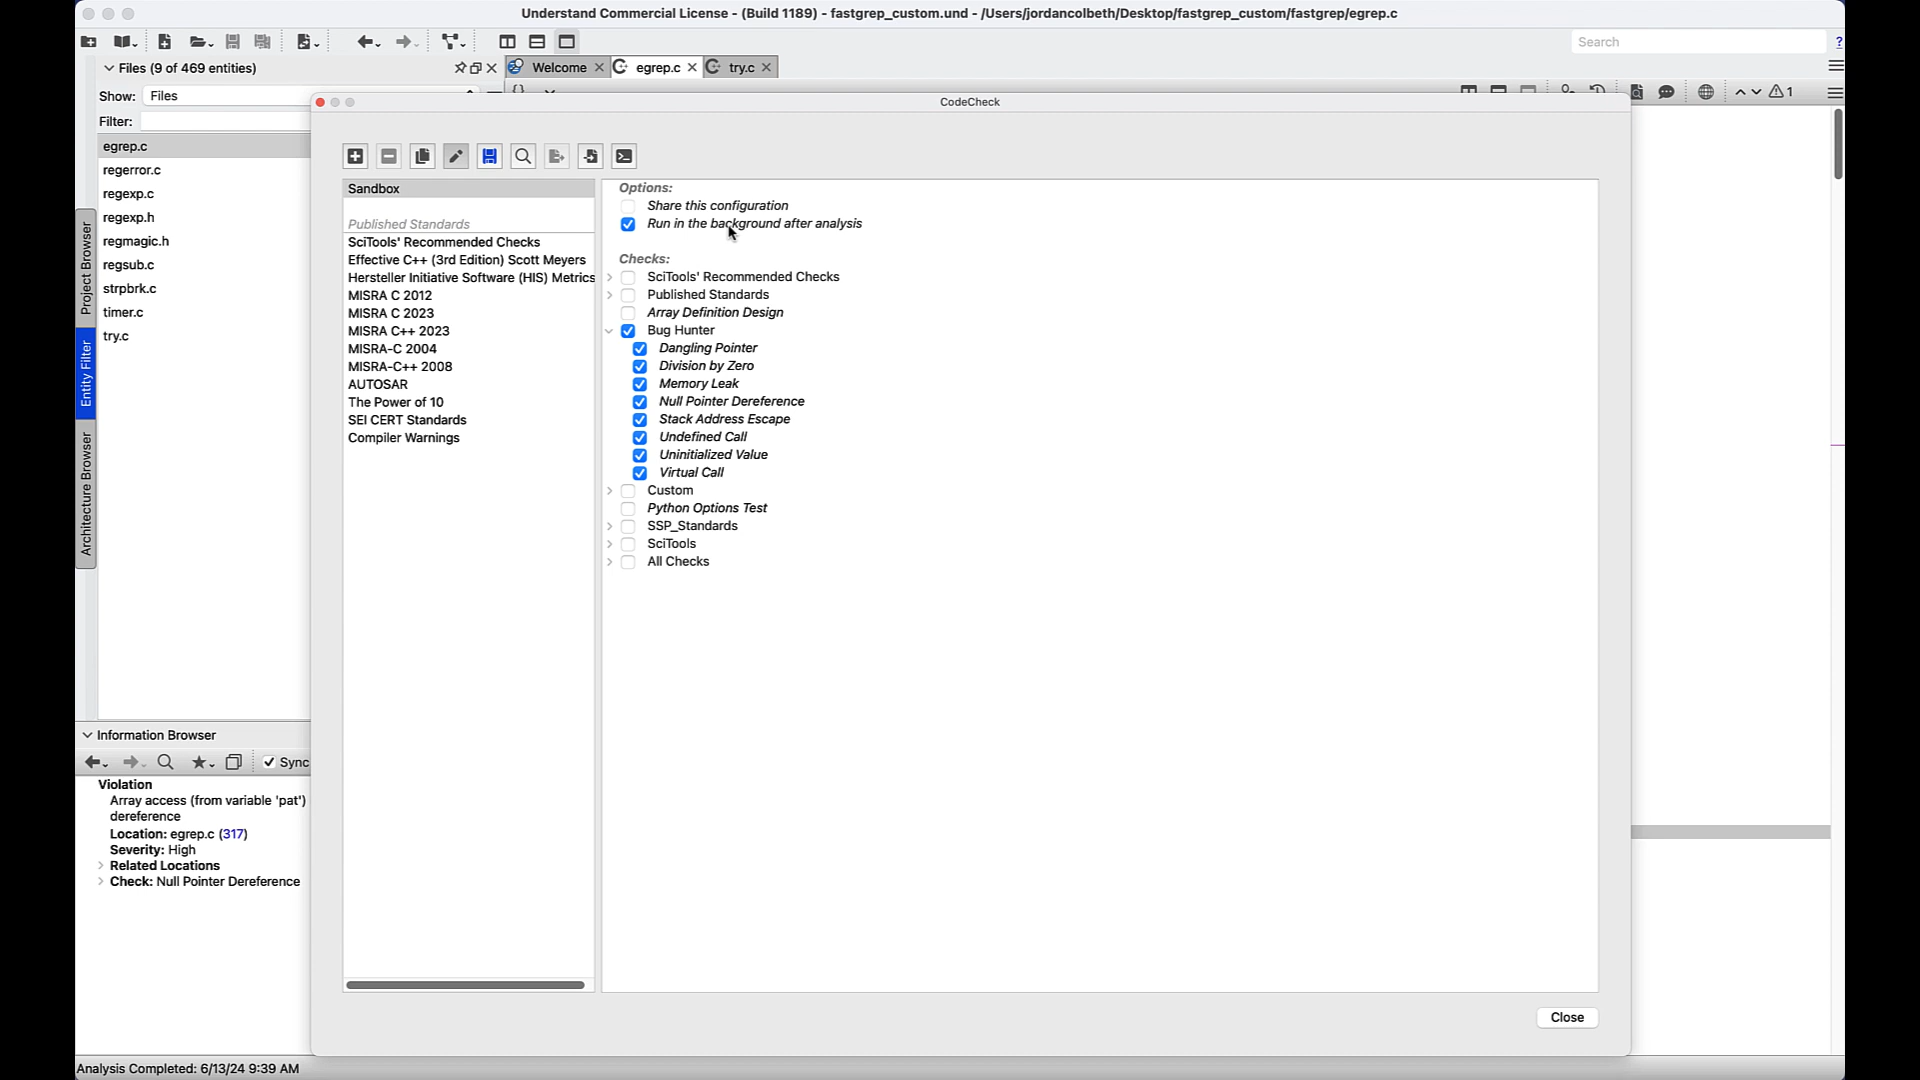 Understand Commercial License - (Build 1189) - fastgrep_custom.und - /Users/jordancolbeth/Desktop/fastgrep_custom/fastgrep/egrep.c
Search
?
Files (9 of 469 entities)
Welcome
egrep.c
try.c
Show: Files
1
Filter:
egrep.c
regerror.c
regexp.c
regexp.h
regmagic.h
regsub.c
strpbrk.c
timer.c
try.c
Project Browser
Entity Filter
Architecture Browser
CodeCheck
Sandbox
Published Standards
SciTools' Recommended Checks
Effective C++ (3rd Edition) Scott Meyers
Hersteller Initiative Software (HIS) Metrics
MISRA C 2012
MISRA C 2023
MISRA C++ 2023
MISRA-C 2004
MISRA-C++ 2008
AUTOSAR
The Power of 10
SEI CERT Standards
Compiler Warnings
Options:
Share this configuration
Run in the background after analysis
Checks:
SciTools' Recommended Checks
Published Standards
Array Definition Design
Bug Hunter
Dangling Pointer
Division by Zero
Memory Leak
Null Pointer Dereference
Stack Address Escape
Undefined Call
Uninitialized Value
Virtual Call
Custom
Python Options Test
SSP_Standards
SciTools
All Checks
Close
Information Browser
Sync
Violation
Array access (from variable 'pat')
dereference
Location: egrep.c (317)
Severity: High
Related Locations
Check: Null Pointer Dereference
Analysis Completed: 6/13/24 9:39 AM